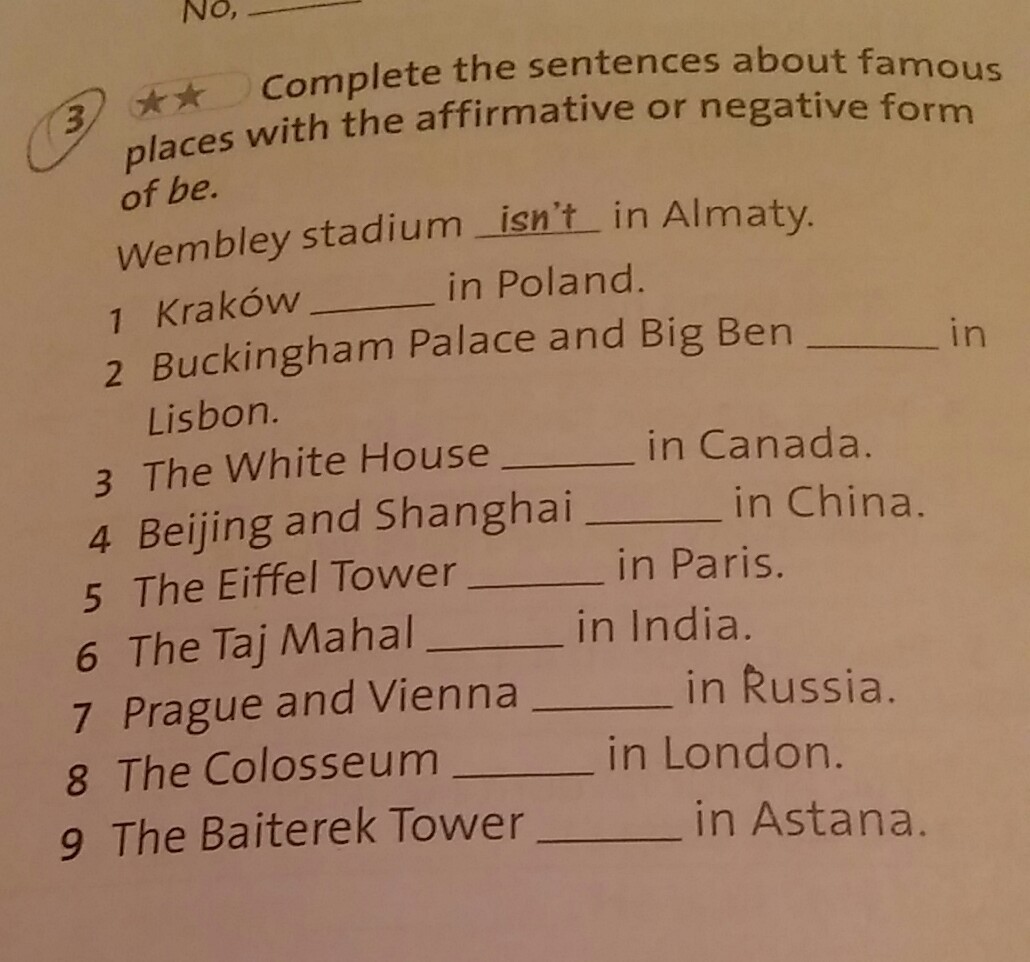 No, ______
3 ★★ Complete the sentences about famous
places with the affirmative or negative form
of be.
Wembley stadium isn't in Almaty.
1 Kraków ______ in Poland.
2 Buckingham Palace and Big Ben ______ in
Lisbon.
3 The White House ______ in Canada.
4 Beijing and Shanghai ______ in China.
5 The Eiffel Tower ______ in Paris.
6 The Taj Mahal ______ in India.
7 Prague and Vienna ______ in Russia.
8 The Colosseum ______ in London.
9 The Baiterek Tower ______ in Astana.